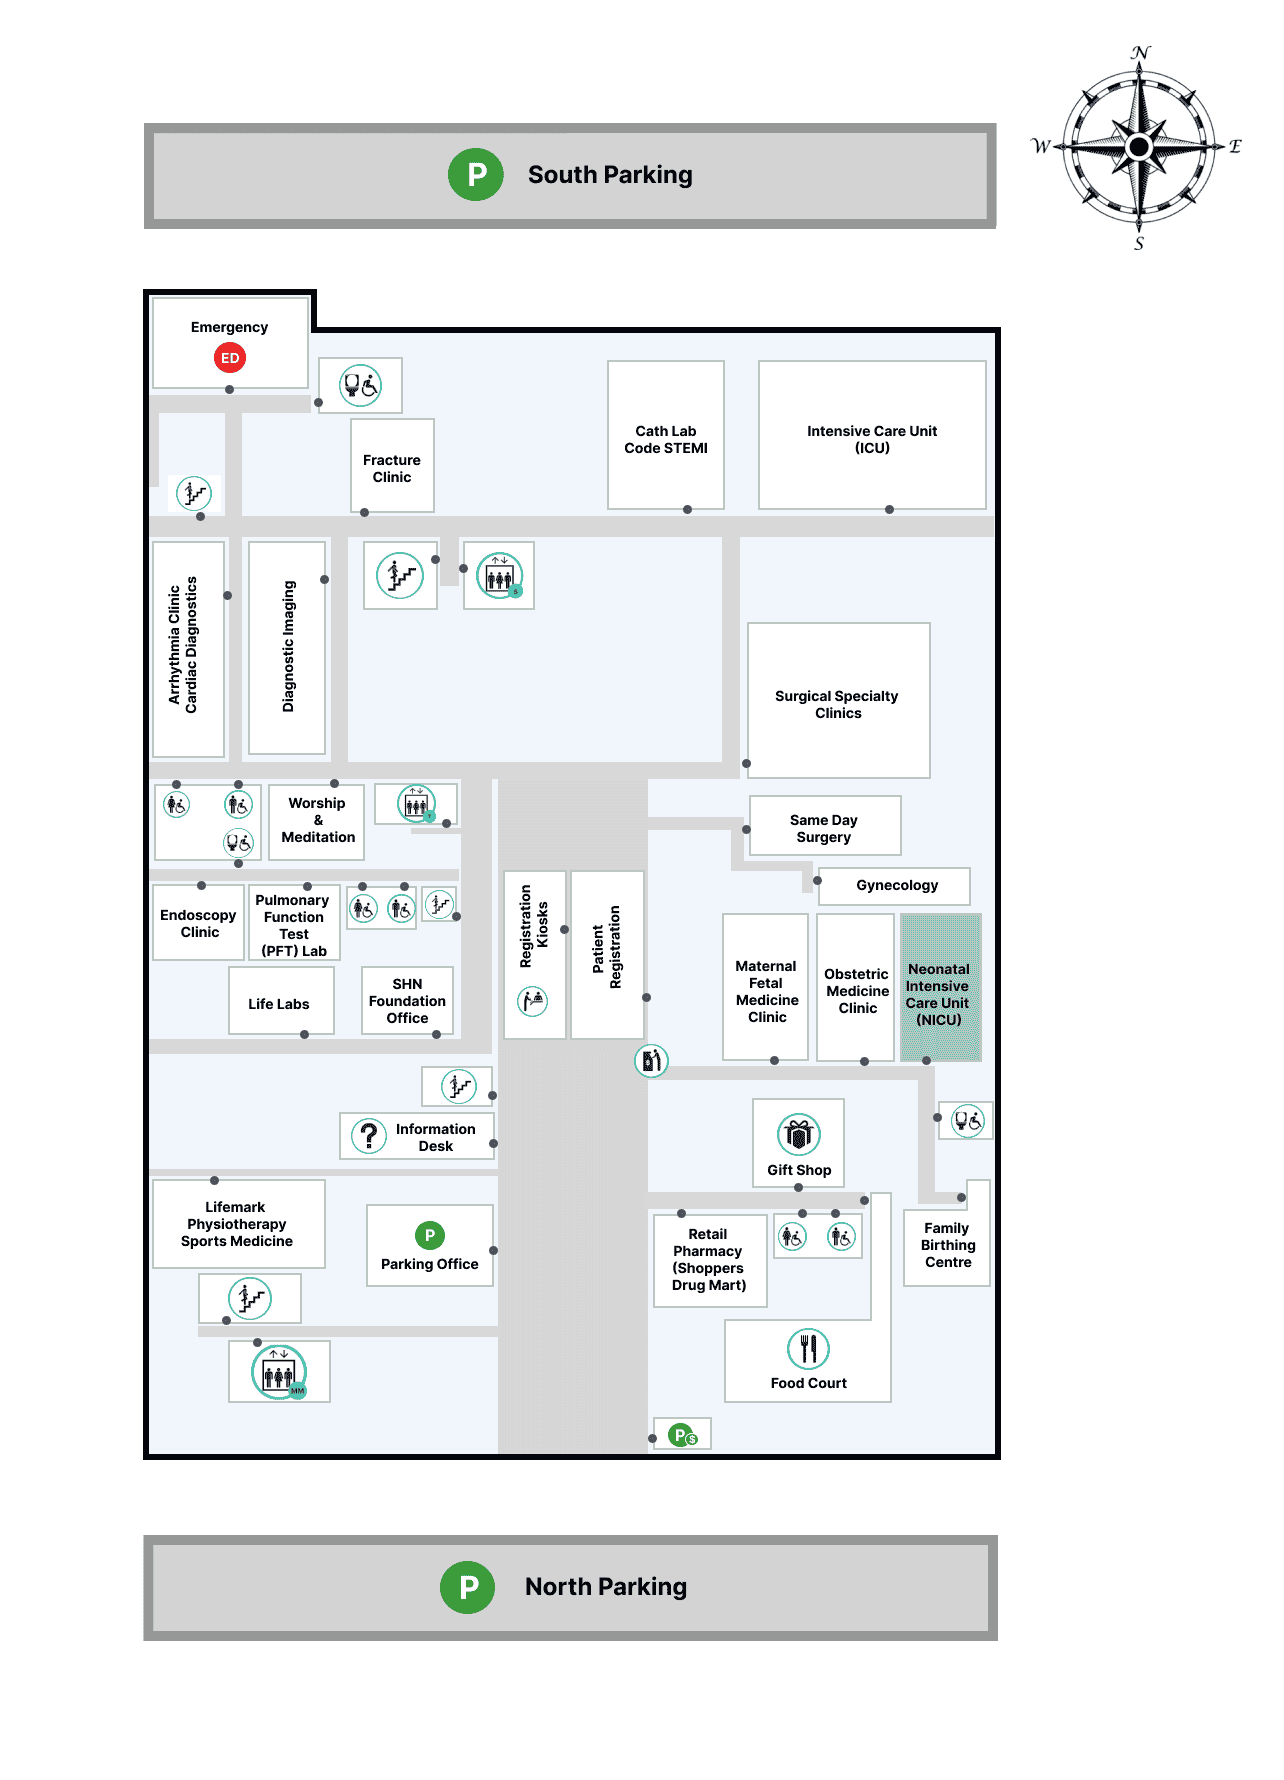 N
W
E
S
P
South Parking
Emergency
ED
Fracture
Clinic
Cath Lab
Code STEMI
Intensive Care Unit
(ICU)
Arrhythmia Clinic
Cardiac Diagnostics
Diagnostic Imaging
S
Surgical Specialty
Clinics
Worship
&
Meditation
Y
Same Day
Surgery
Gynecology
Endoscopy
Clinic
Pulmonary
Function
Test
(PFT) Lab
Registration
Kiosks
Patient
Registration
Maternal
Fetal
Medicine
Clinic
Obstetric
Medicine
Clinic
Neonatal
Intensive
Care Unit
(NICU)
Life Labs
SHN
Foundation
Office
?
Information
Desk
Gift Shop
Lifemark
Physiotherapy
Sports Medicine
P
Parking Office
Retail
Pharmacy
(Shoppers
Drug Mart)
Family
Birthing
Centre
MM
Food Court
P
$
P
North Parking